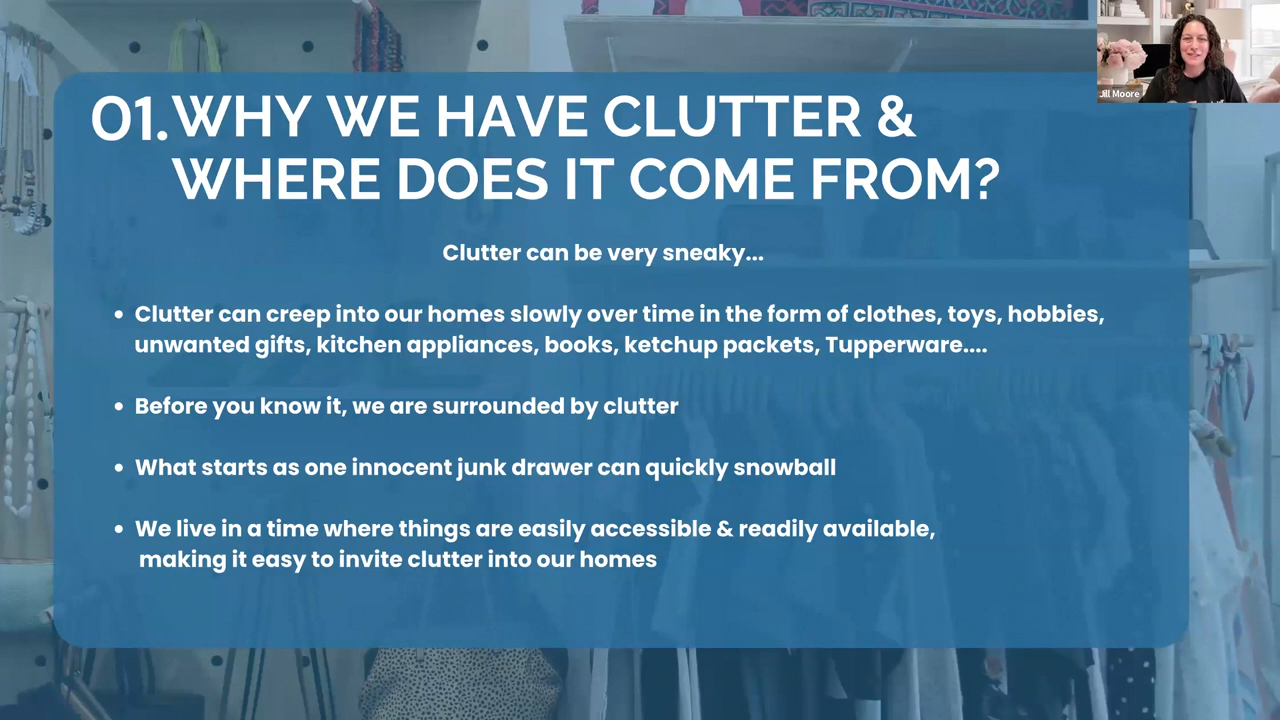 01. WHY WE HAVE CLUTTER &
WHERE DOES IT COME FROM?
Clutter can be very sneaky...
• Clutter can creep into our homes slowly over time in the form of clothes, toys, hobbies,
unwanted gifts, kitchen appliances, books, ketchup packets, Tupperware....
• Before you know it, we are surrounded by clutter
• What starts as one innocent junk drawer can quickly snowball
• We live in a time where things are easily accessible & readily available,
making it easy to invite clutter into our homes
Jill Moore